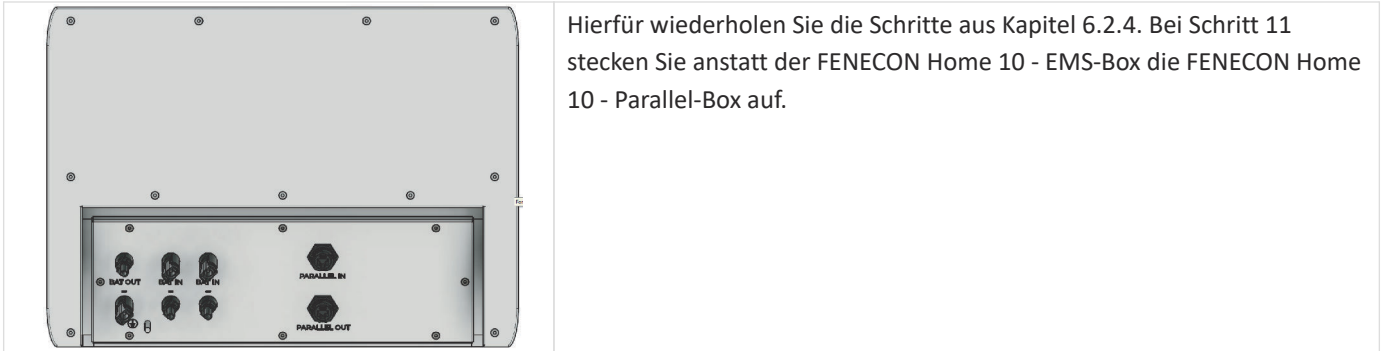 Hierfür wiederholen Sie die Schritte aus Kapitel 6.2.4. Bei Schritt 11
stecken Sie anstatt der FENECON Home 10 - EMS-Box die FENECON Home
10 - Parallel-Box auf.
PARALLEL IN
BAT OUT BAT IN BAT IN
PARALLEL OUT